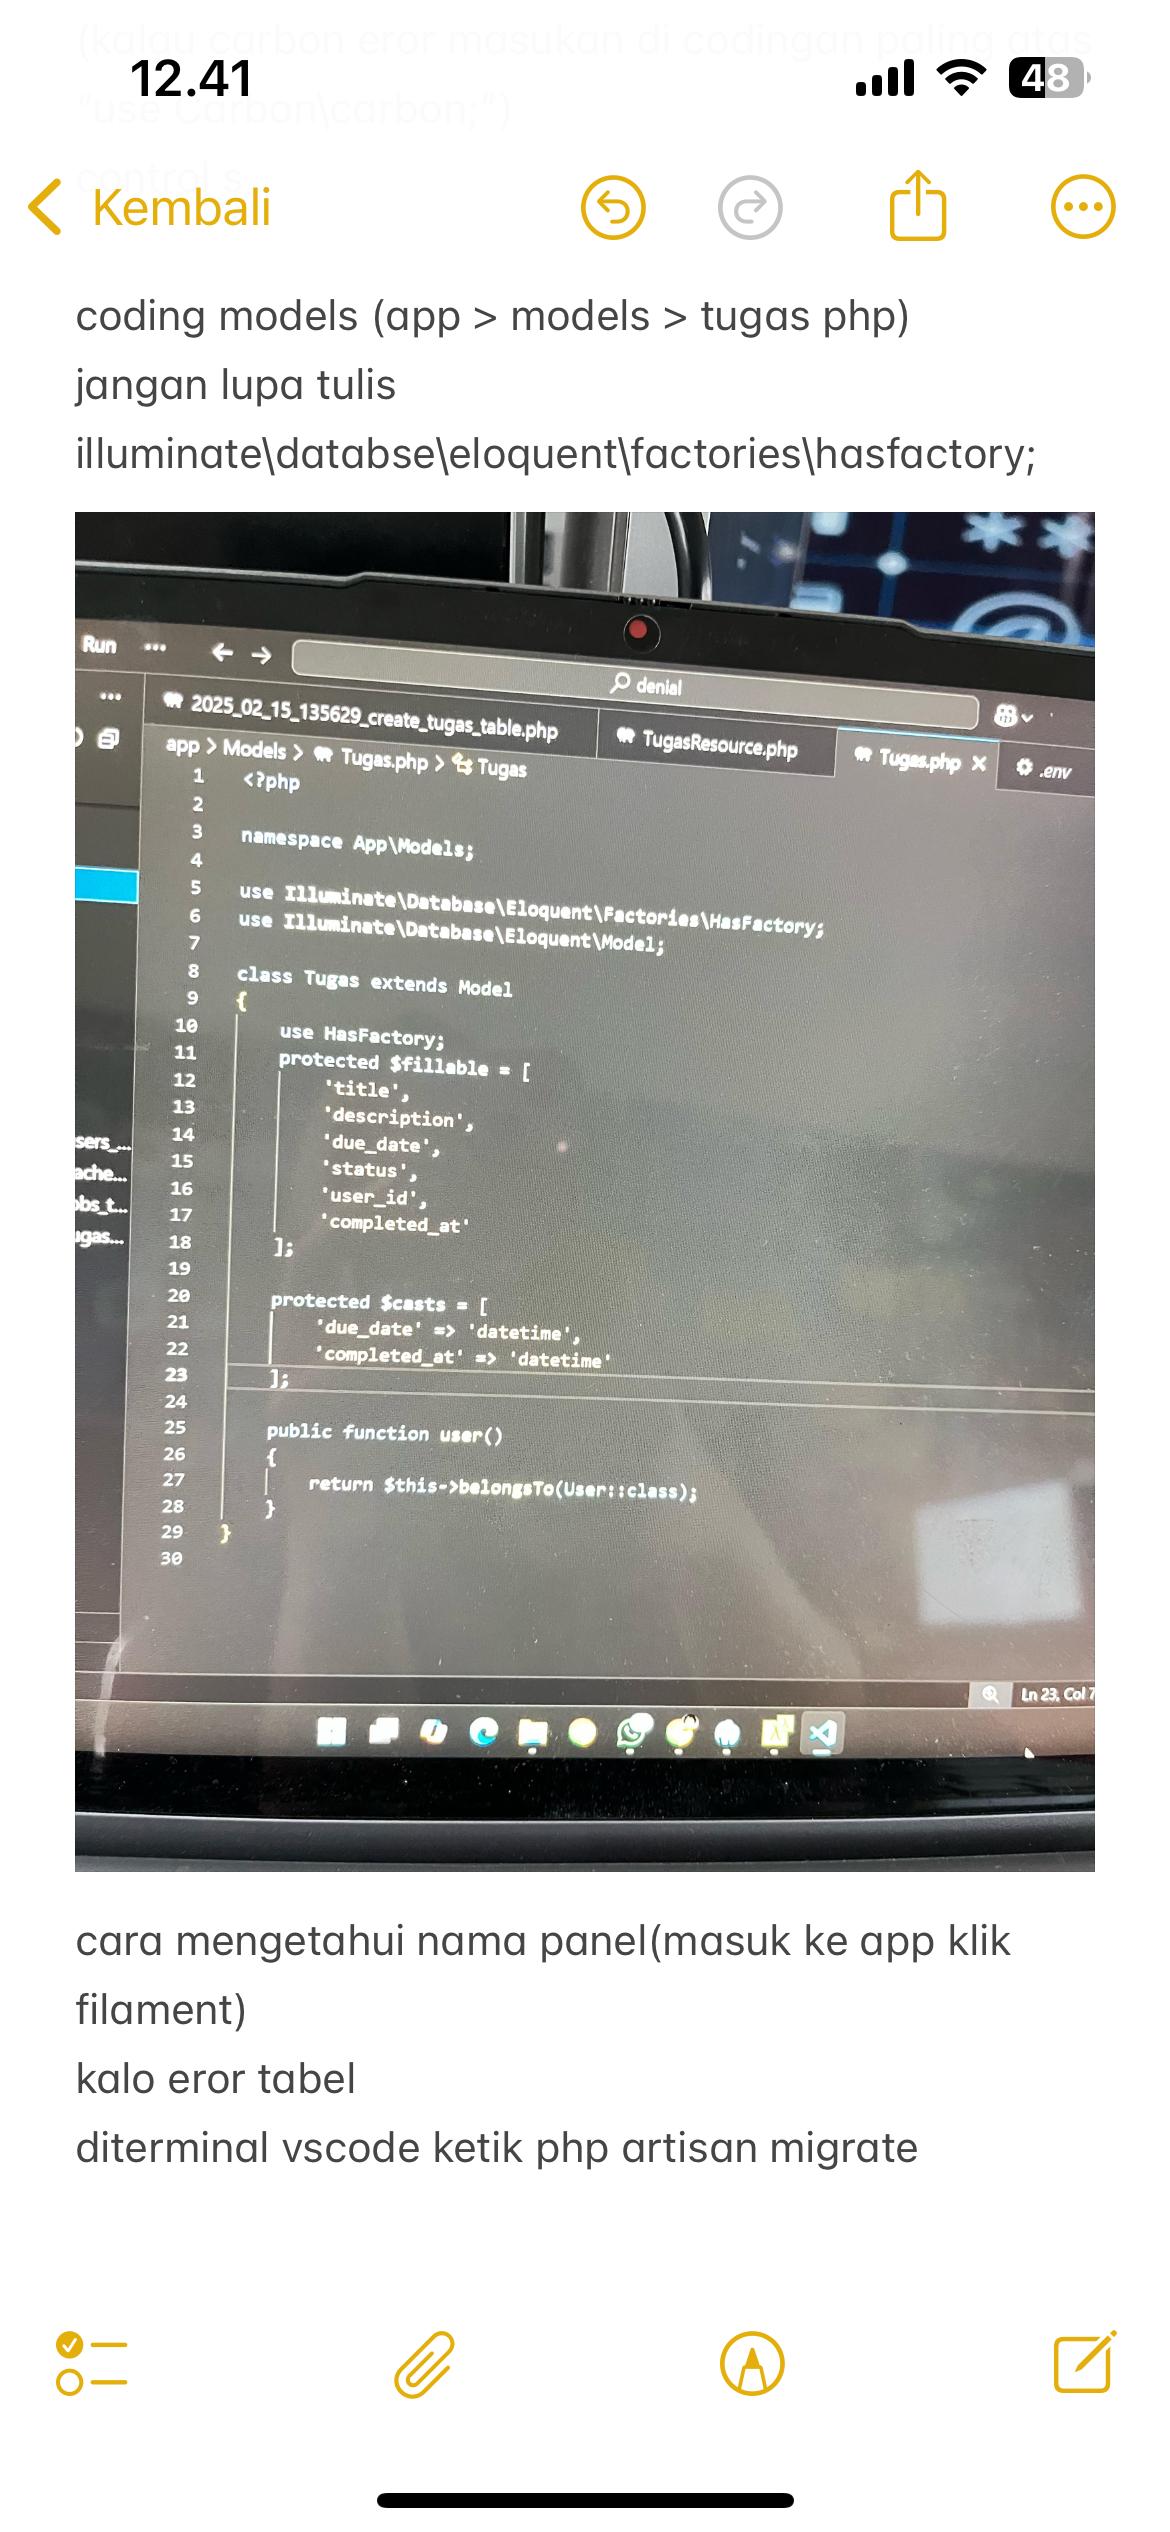 (kalau carbon eror masukan di codingan paling atas
12.41
48
"use Carbon\carbon;")
control s
Kembali
coding models (app > models > tugas php)
jangan lupa tulis
illuminate\databse\eloquent\factories\hasfactory;
Run
denial
2025_02_15_135629_create_tugas_table.php
TugasResource.php
Tugas.php
.env
app > Models > Tugas.php > Tugas
1 <?php
2
3 namespace App\Models;
4
5 use Illuminate\Database\Eloquent\Factories\HasFactory;
6 use Illuminate\Database\Eloquent\Model;
7
8 class Tugas extends Model
9 {
10 use HasFactory;
11 protected $fillable = [
12 'title',
13 'description',
14 'due_date',
15 'status',
16 'user_id',
17 'completed_at'
18 ];
19
20 protected $casts = [
21 'due_date' => 'datetime',
22 'completed_at' => 'datetime'
23 ];
24
25 public function user()
26 {
27 return $this->belongsTo(User::class);
28 }
29 }
30
sers_...
ache...
obs_t...
ugas...
Ln 23, Col 7
cara mengetahui nama panel(masuk ke app klik
filament)
kalo eror tabel
diterminal vscode ketik php artisan migrate